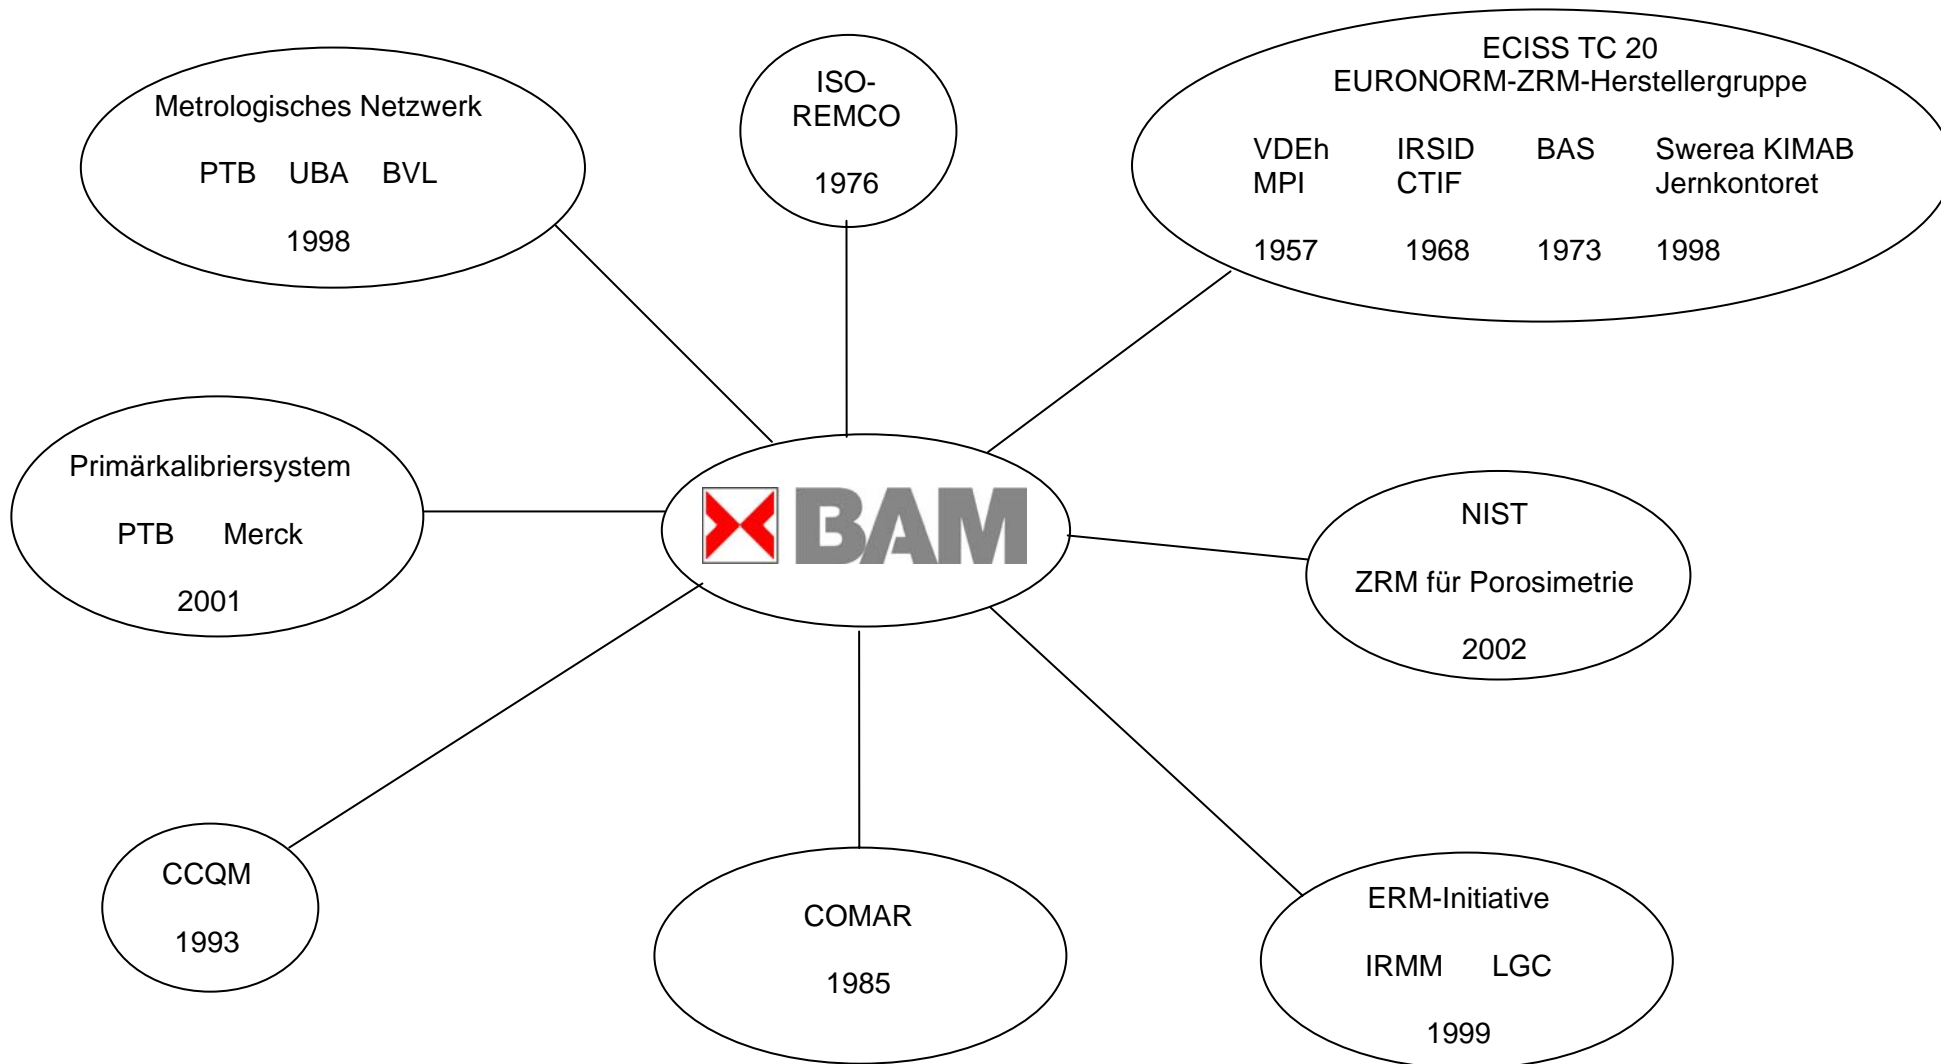 Metrologisches Netzwerk
PTB UBA BVL
1998
ISO-
REMCO
1976
ECISS TC 20
EURONORM-ZRM-Herstellergruppe
VDEh IRSID BAS Swerea KIMAB
MPI CTIF Jernkontoret
1957 1968 1973 1998
Primärkalibriersystem
PTB Merck
2001
BAM
NIST
ZRM für Porosimetrie
2002
CCQM
1993
COMAR
1985
ERM-Initiative
IRMM LGC
1999